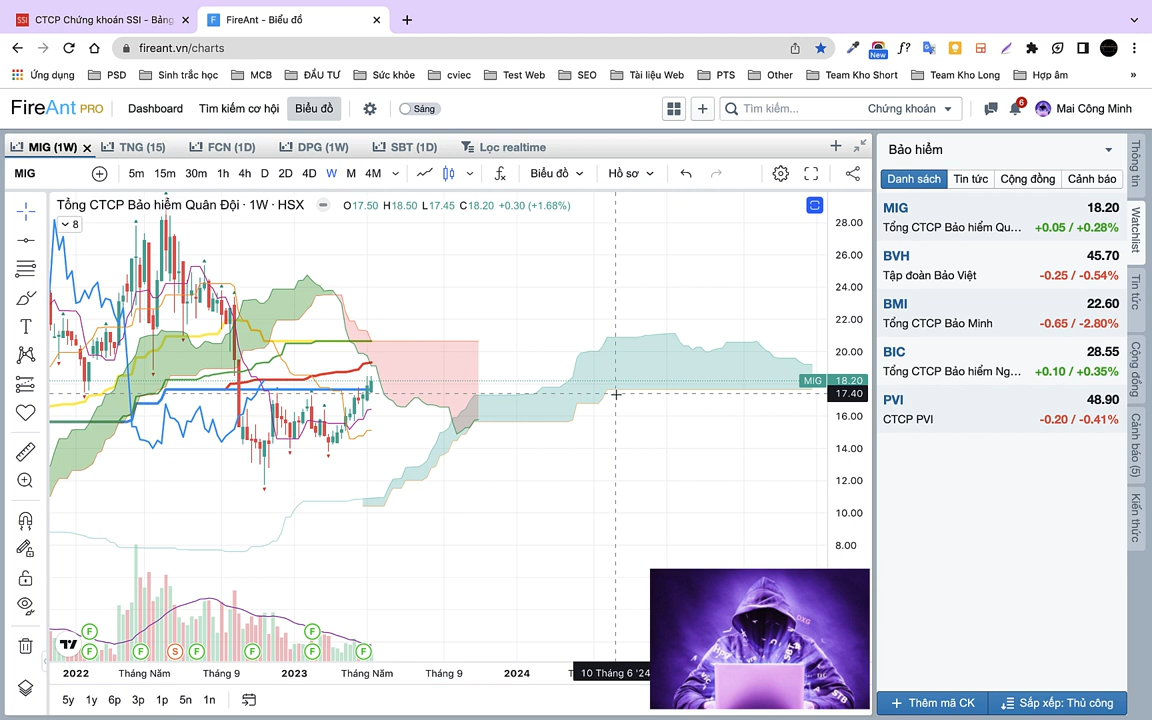 CTCP Chứng khoán SSI - Bảng
FireAnt - Biểu đồ
fireant.vn/charts
New
Ứng dụng
PSD
Sinh trắc học
MCB
ĐẦU TƯ
Sức khỏe
cviec
Test Web
SEO
Tài liệu Web
PTS
Other
Team Kho Short
Team Kho Long
Hợp âm
»
FireAnt PRO
Dashboard
Tìm kiếm cơ hội
Biểu đồ
Sáng
Tìm kiếm...
Chứng khoán
6
Mai Công Minh
MIG (1W)
TNG (15)
FCN (1D)
DPG (1W)
SBT (1D)
Lọc realtime
MIG
5m 15m 30m 1h 4h D 2D 4D W M 4M
Biểu đồ
Hồ sơ
Tổng CTCP Bảo hiểm Quân Đội · 1W · HSX
O17.50 H18.50 L17.45 C18.20 +0.30 (+1.68%)
8
28.00
26.00
24.00
22.00
20.00
MIG 18.20
17.40
16.00
14.00
12.00
10.00
8.00
F
F
F
F
S
F
F
F
F
2022
Tháng Năm
Tháng 9
2023
Tháng Năm
Tháng 9
2024
10 Tháng 6 '24
5y 1y 6p 3p 1p 5n 1n
DXG
STB
Bảo hiểm
Danh sách
Tin tức
Cộng đồng
Cảnh báo
MIG 18.20
Tổng CTCP Bảo hiểm Qu... +0.05 / +0.28%
BVH 45.70
Tập đoàn Bảo Việt -0.25 / -0.54%
BMI 22.60
Tổng CTCP Bảo Minh -0.65 / -2.80%
BIC 28.55
Tổng CTCP Bảo hiểm Ng... +0.10 / +0.35%
PVI 48.90
CTCP PVI -0.20 / -0.41%
Thêm mã CK
Sắp xếp: Thủ công
Thông tin
Watchlist
Tin tức
Cộng đồng
Cảnh báo (5)
Kiến thức